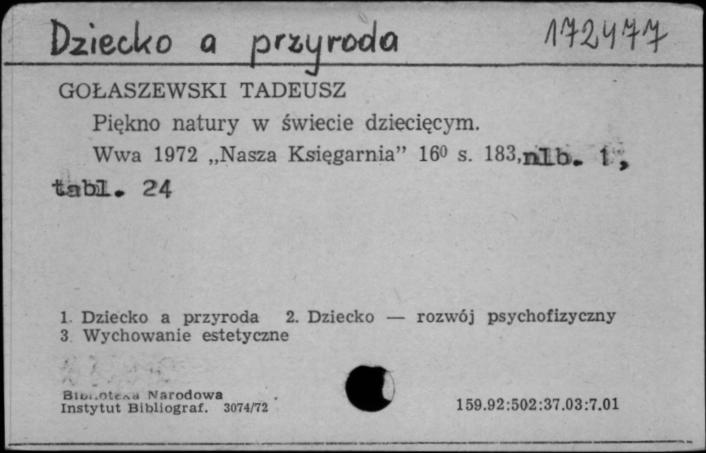 Dziecko a przyroda 172477
GOŁASZEWSKI TADEUSZ
Piękno natury w świecie dziecięcym.
Wwa 1972 „Nasza Księgarnia” 16⁰ s. 183, nlb. 1,
tabl. 24
1. Dziecko a przyroda 2. Dziecko — rozwój psychofizyczny
3. Wychowanie estetyczne
Biblioteka Narodowa
Instytut Bibliograf. 3074/72
159.92:502:37.03:7.01